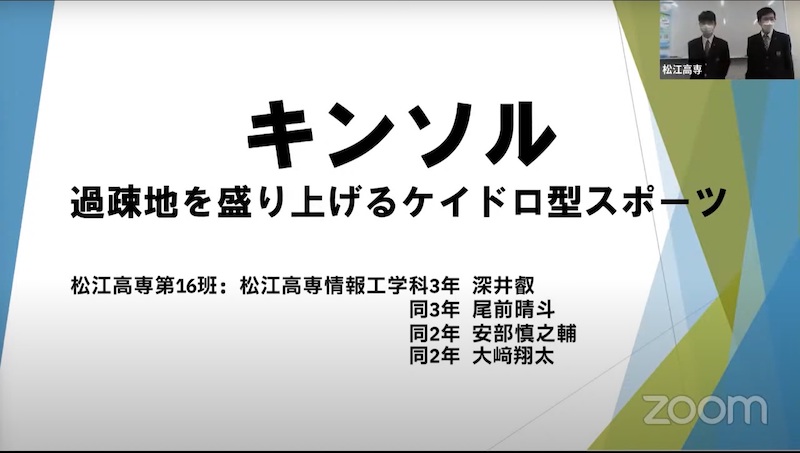 松江高専
キンソル
過疎地を盛り上げるケイドロ型スポーツ
松江高専第16班：松江高専情報工学科3年 深井叡
同3年 尾前晴斗
同2年 安部慎之輔
同2年 大﨑翔太
zoom